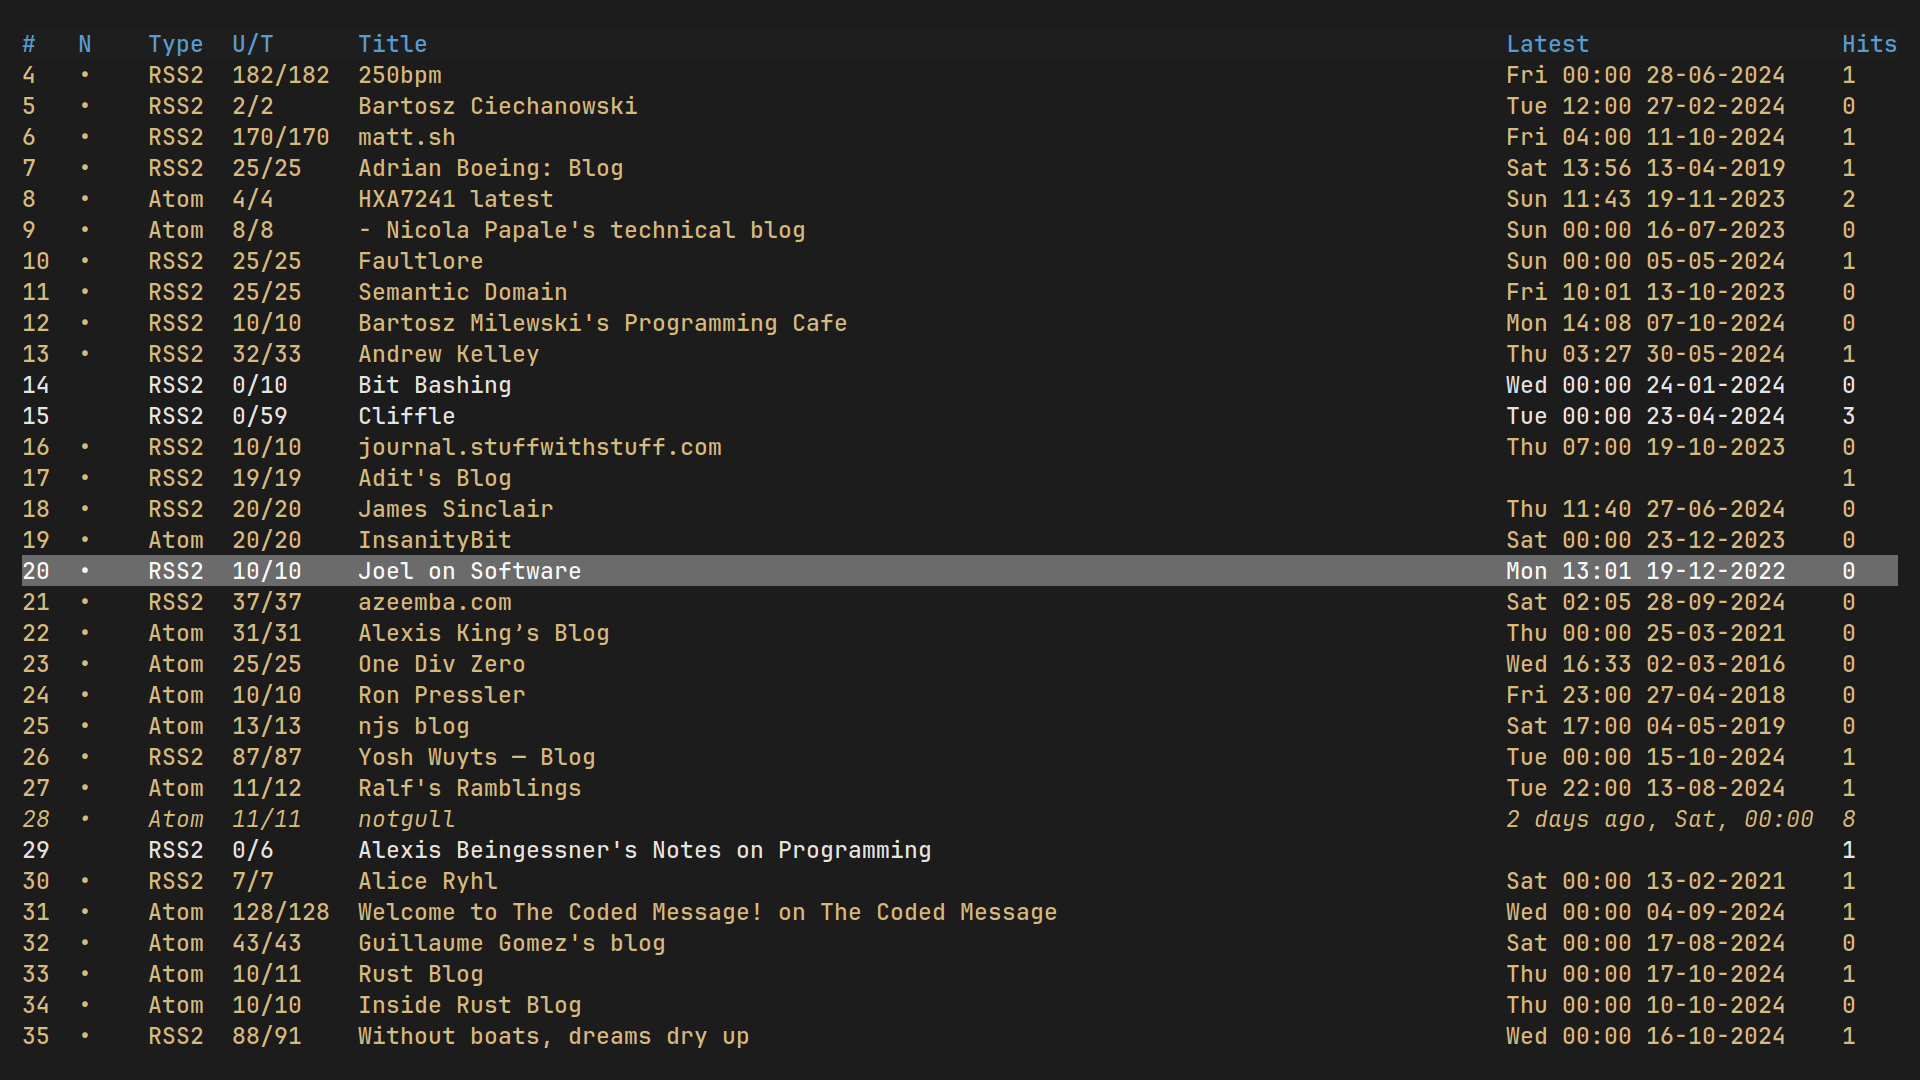 # N Type U/T Title Latest Hits
4 • RSS2 182/182 250bpm Fri 00:00 28-06-2024 1
5 • RSS2 2/2 Bartosz Ciechanowski Tue 12:00 27-02-2024 0
6 • RSS2 170/170 matt.sh Fri 04:00 11-10-2024 1
7 • RSS2 25/25 Adrian Boeing: Blog Sat 13:56 13-04-2019 1
8 • Atom 4/4 HXA7241 latest Sun 11:43 19-11-2023 2
9 • Atom 8/8 - Nicola Papale's technical blog Sun 00:00 16-07-2023 0
10 • RSS2 25/25 Faultlore Sun 00:00 05-05-2024 1
11 • RSS2 25/25 Semantic Domain Fri 10:01 13-10-2023 0
12 • RSS2 10/10 Bartosz Milewski's Programming Cafe Mon 14:08 07-10-2024 0
13 • RSS2 32/33 Andrew Kelley Thu 03:27 30-05-2024 1
14 RSS2 0/10 Bit Bashing Wed 00:00 24-01-2024 0
15 RSS2 0/59 Cliffle Tue 00:00 23-04-2024 3
16 • RSS2 10/10 journal.stuffwithstuff.com Thu 07:00 19-10-2023 0
17 • RSS2 19/19 Adit's Blog 1
18 • RSS2 20/20 James Sinclair Thu 11:40 27-06-2024 0
19 • Atom 20/20 InsanityBit Sat 00:00 23-12-2023 0
20 • RSS2 10/10 Joel on Software Mon 13:01 19-12-2022 0
21 • RSS2 37/37 azeemba.com Sat 02:05 28-09-2024 0
22 • Atom 31/31 Alexis King’s Blog Thu 00:00 25-03-2021 0
23 • Atom 25/25 One Div Zero Wed 16:33 02-03-2016 0
24 • Atom 10/10 Ron Pressler Fri 23:00 27-04-2018 0
25 • Atom 13/13 njs blog Sat 17:00 04-05-2019 0
26 • RSS2 87/87 Yosh Wuyts — Blog Tue 00:00 15-10-2024 1
27 • Atom 11/12 Ralf's Ramblings Tue 22:00 13-08-2024 1
28 • Atom 11/11 notgull 2 days ago, Sat, 00:00 8
29 RSS2 0/6 Alexis Beingessner's Notes on Programming 1
30 • RSS2 7/7 Alice Ryhl Sat 00:00 13-02-2021 1
31 • Atom 128/128 Welcome to The Coded Message! on The Coded Message Wed 00:00 04-09-2024 1
32 • Atom 43/43 Guillaume Gomez's blog Sat 00:00 17-08-2024 0
33 • Atom 10/11 Rust Blog Thu 00:00 17-10-2024 1
34 • Atom 10/10 Inside Rust Blog Thu 00:00 10-10-2024 0
35 • RSS2 88/91 Without boats, dreams dry up Wed 00:00 16-10-2024 1